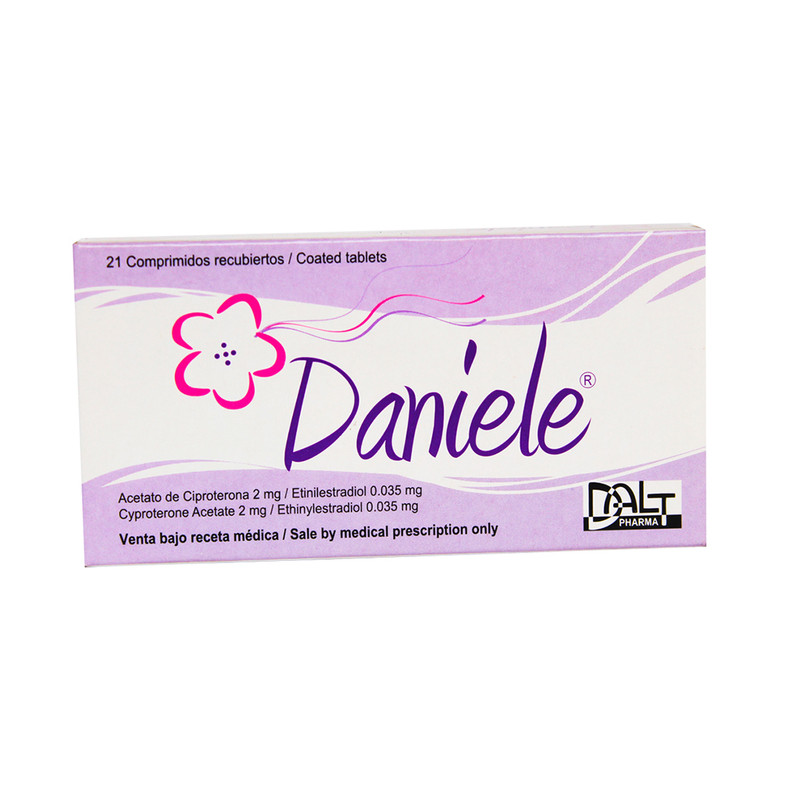 21 Comprimidos recubiertos / Coated tablets
Daniele®
Acetato de Ciproterona 2 mg / Etinilestradiol 0.035 mg
Cyproterone Acetate 2 mg / Ethinylestradiol 0.035 mg
Venta bajo receta médica / Sale by medical prescription only
DALT
PHARMA